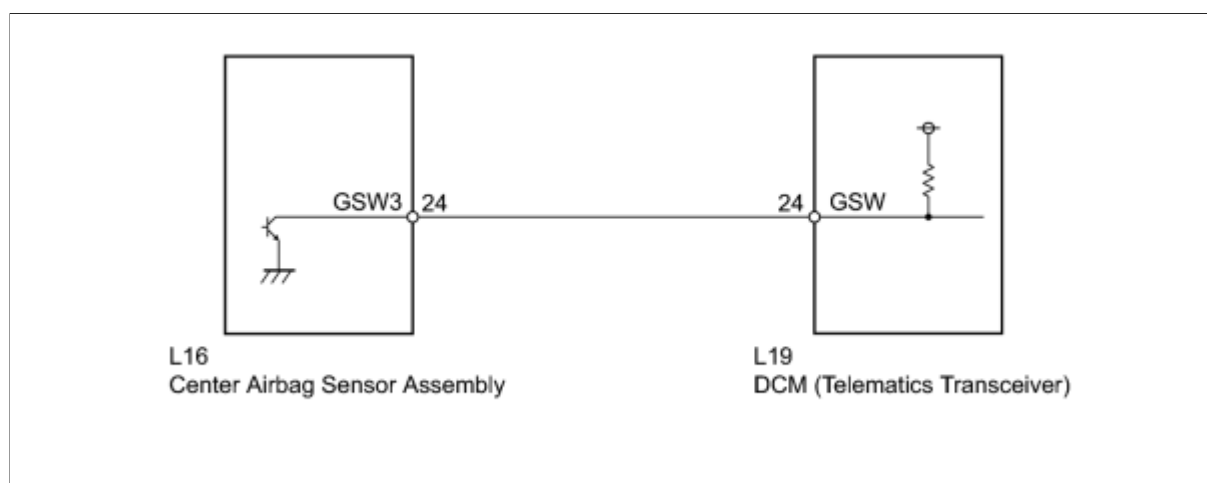 GSW3 24
24 GSW
L16
Center Airbag Sensor Assembly
L19
DCM (Telematics Transceiver)